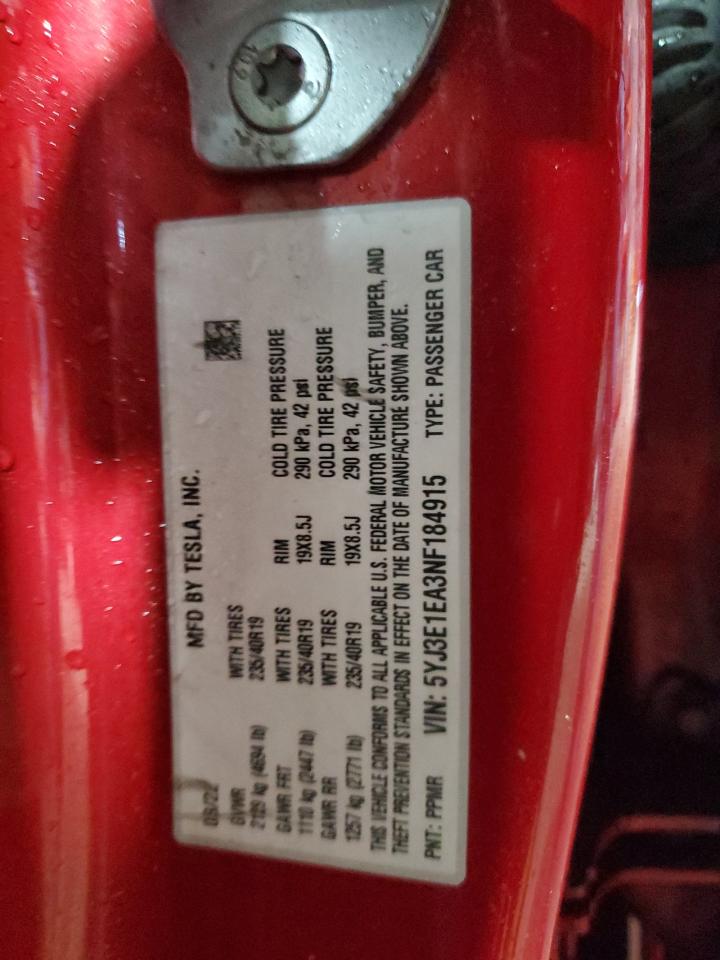 MFD BY TESLA, INC.
08/22
GVWR WITH TIRES
2129 kg (4694 lb) 235/40R19
GAWR FRT WITH TIRES RIM COLD TIRE PRESSURE
1110 kg (2447 lb) 235/40R19 19X8.5J 290 kPa, 42 psi
GAWR RR WITH TIRES RIM COLD TIRE PRESSURE
1257 kg (2771 lb) 235/40R19 19X8.5J 290 kPa, 42 psi
THIS VEHICLE CONFORMS TO ALL APPLICABLE U.S. FEDERAL MOTOR VEHICLE SAFETY, BUMPER, AND
THEFT PREVENTION STANDARDS IN EFFECT ON THE DATE OF MANUFACTURE SHOWN ABOVE.
PNT: PPMR VIN: 5YJ3E1EA3NF184915 TYPE: PASSENGER CAR